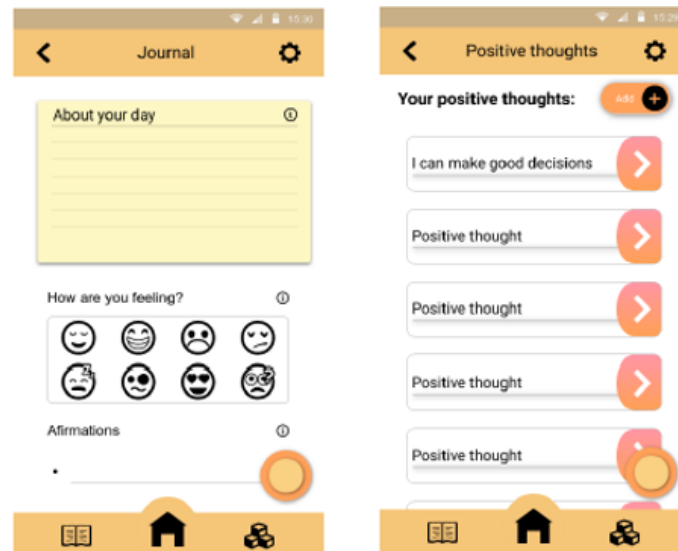 15:30
Journal
About your day
How are you feeling?
Afirmations
15:29
Positive thoughts
Your positive thoughts:
Add
I can make good decisions
Positive thought
Positive thought
Positive thought
Positive thought